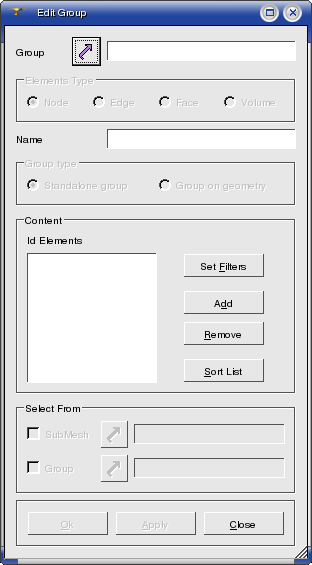 Edit Group
Group
Elements Type
Node Edge Face Volume
Name
Group type
Standalone group Group on geometry
Content
Id Elements
Set Filters
Add
Remove
Sort List
Select From
SubMesh
Group
Ok Apply Close